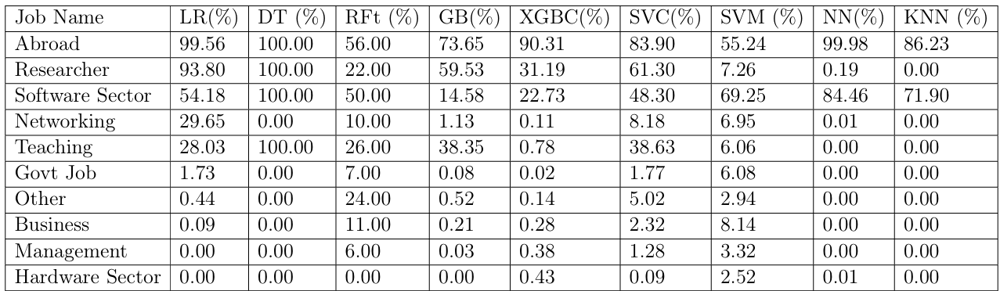 Job Name LR(%) DT (%) RFt (%) GB(%) XGBC(%) SVC(%) SVM (%) NN(%) KNN (%)
Abroad 99.56 100.00 56.00 73.65 90.31 83.90 55.24 99.98 86.23
Researcher 93.80 100.00 22.00 59.53 31.19 61.30 7.26 0.19 0.00
Software Sector 54.18 100.00 50.00 14.58 22.73 48.30 69.25 84.46 71.90
Networking 29.65 0.00 10.00 1.13 0.11 8.18 6.95 0.01 0.00
Teaching 28.03 100.00 26.00 38.35 0.78 38.63 6.06 0.00 0.00
Govt Job 1.73 0.00 7.00 0.08 0.02 1.77 6.08 0.00 0.00
Other 0.44 0.00 24.00 0.52 0.14 5.02 2.94 0.00 0.00
Business 0.09 0.00 11.00 0.21 0.28 2.32 8.14 0.00 0.00
Management 0.00 0.00 6.00 0.03 0.38 1.28 3.32 0.00 0.00
Hardware Sector 0.00 0.00 0.00 0.00 0.43 0.09 2.52 0.01 0.00